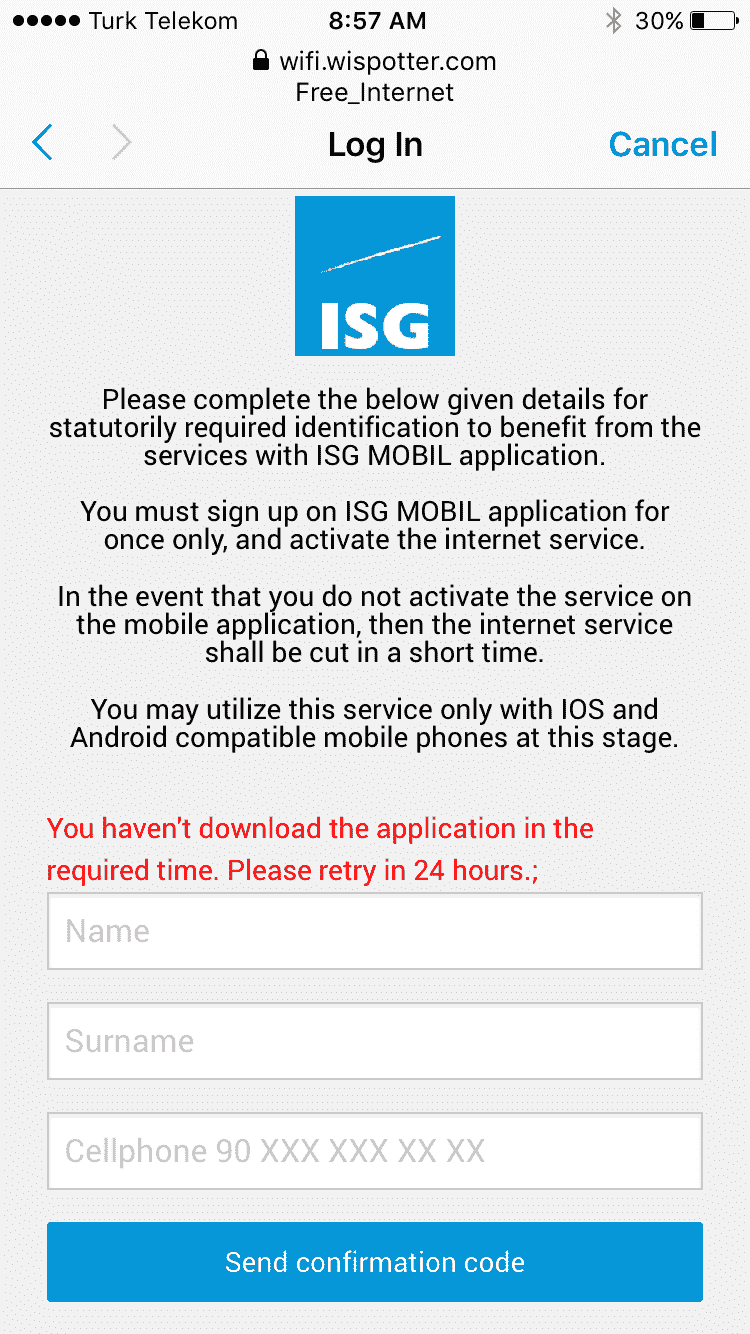 Turk Telekom 8:57 AM 30%
wifi.wispotter.com
Free_Internet
Log In Cancel
ISG
Please complete the below given details for
statutorily required identification to benefit from the
services with ISG MOBIL application.
You must sign up on ISG MOBIL application for
once only, and activate the internet service.
In the event that you do not activate the service on
the mobile application, then the internet service
shall be cut in a short time.
You may utilize this service only with IOS and
Android compatible mobile phones at this stage.
You haven't download the application in the
required time. Please retry in 24 hours.;
Name
Surname
Cellphone 90 XXX XXX XX XX
Send confirmation code